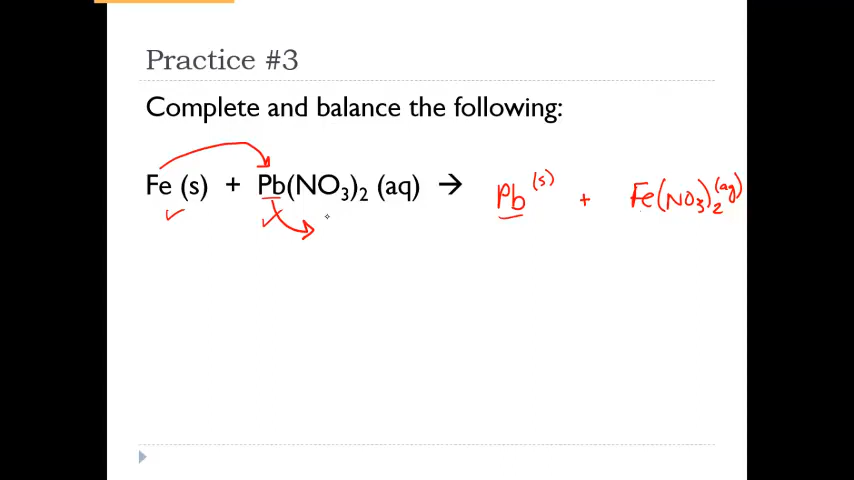 Practice #3
Complete and balance the following:
Fe (s) + Pb(NO₃)₂ (aq) → Pb (s) + Fe(NO₃)₂ (aq)